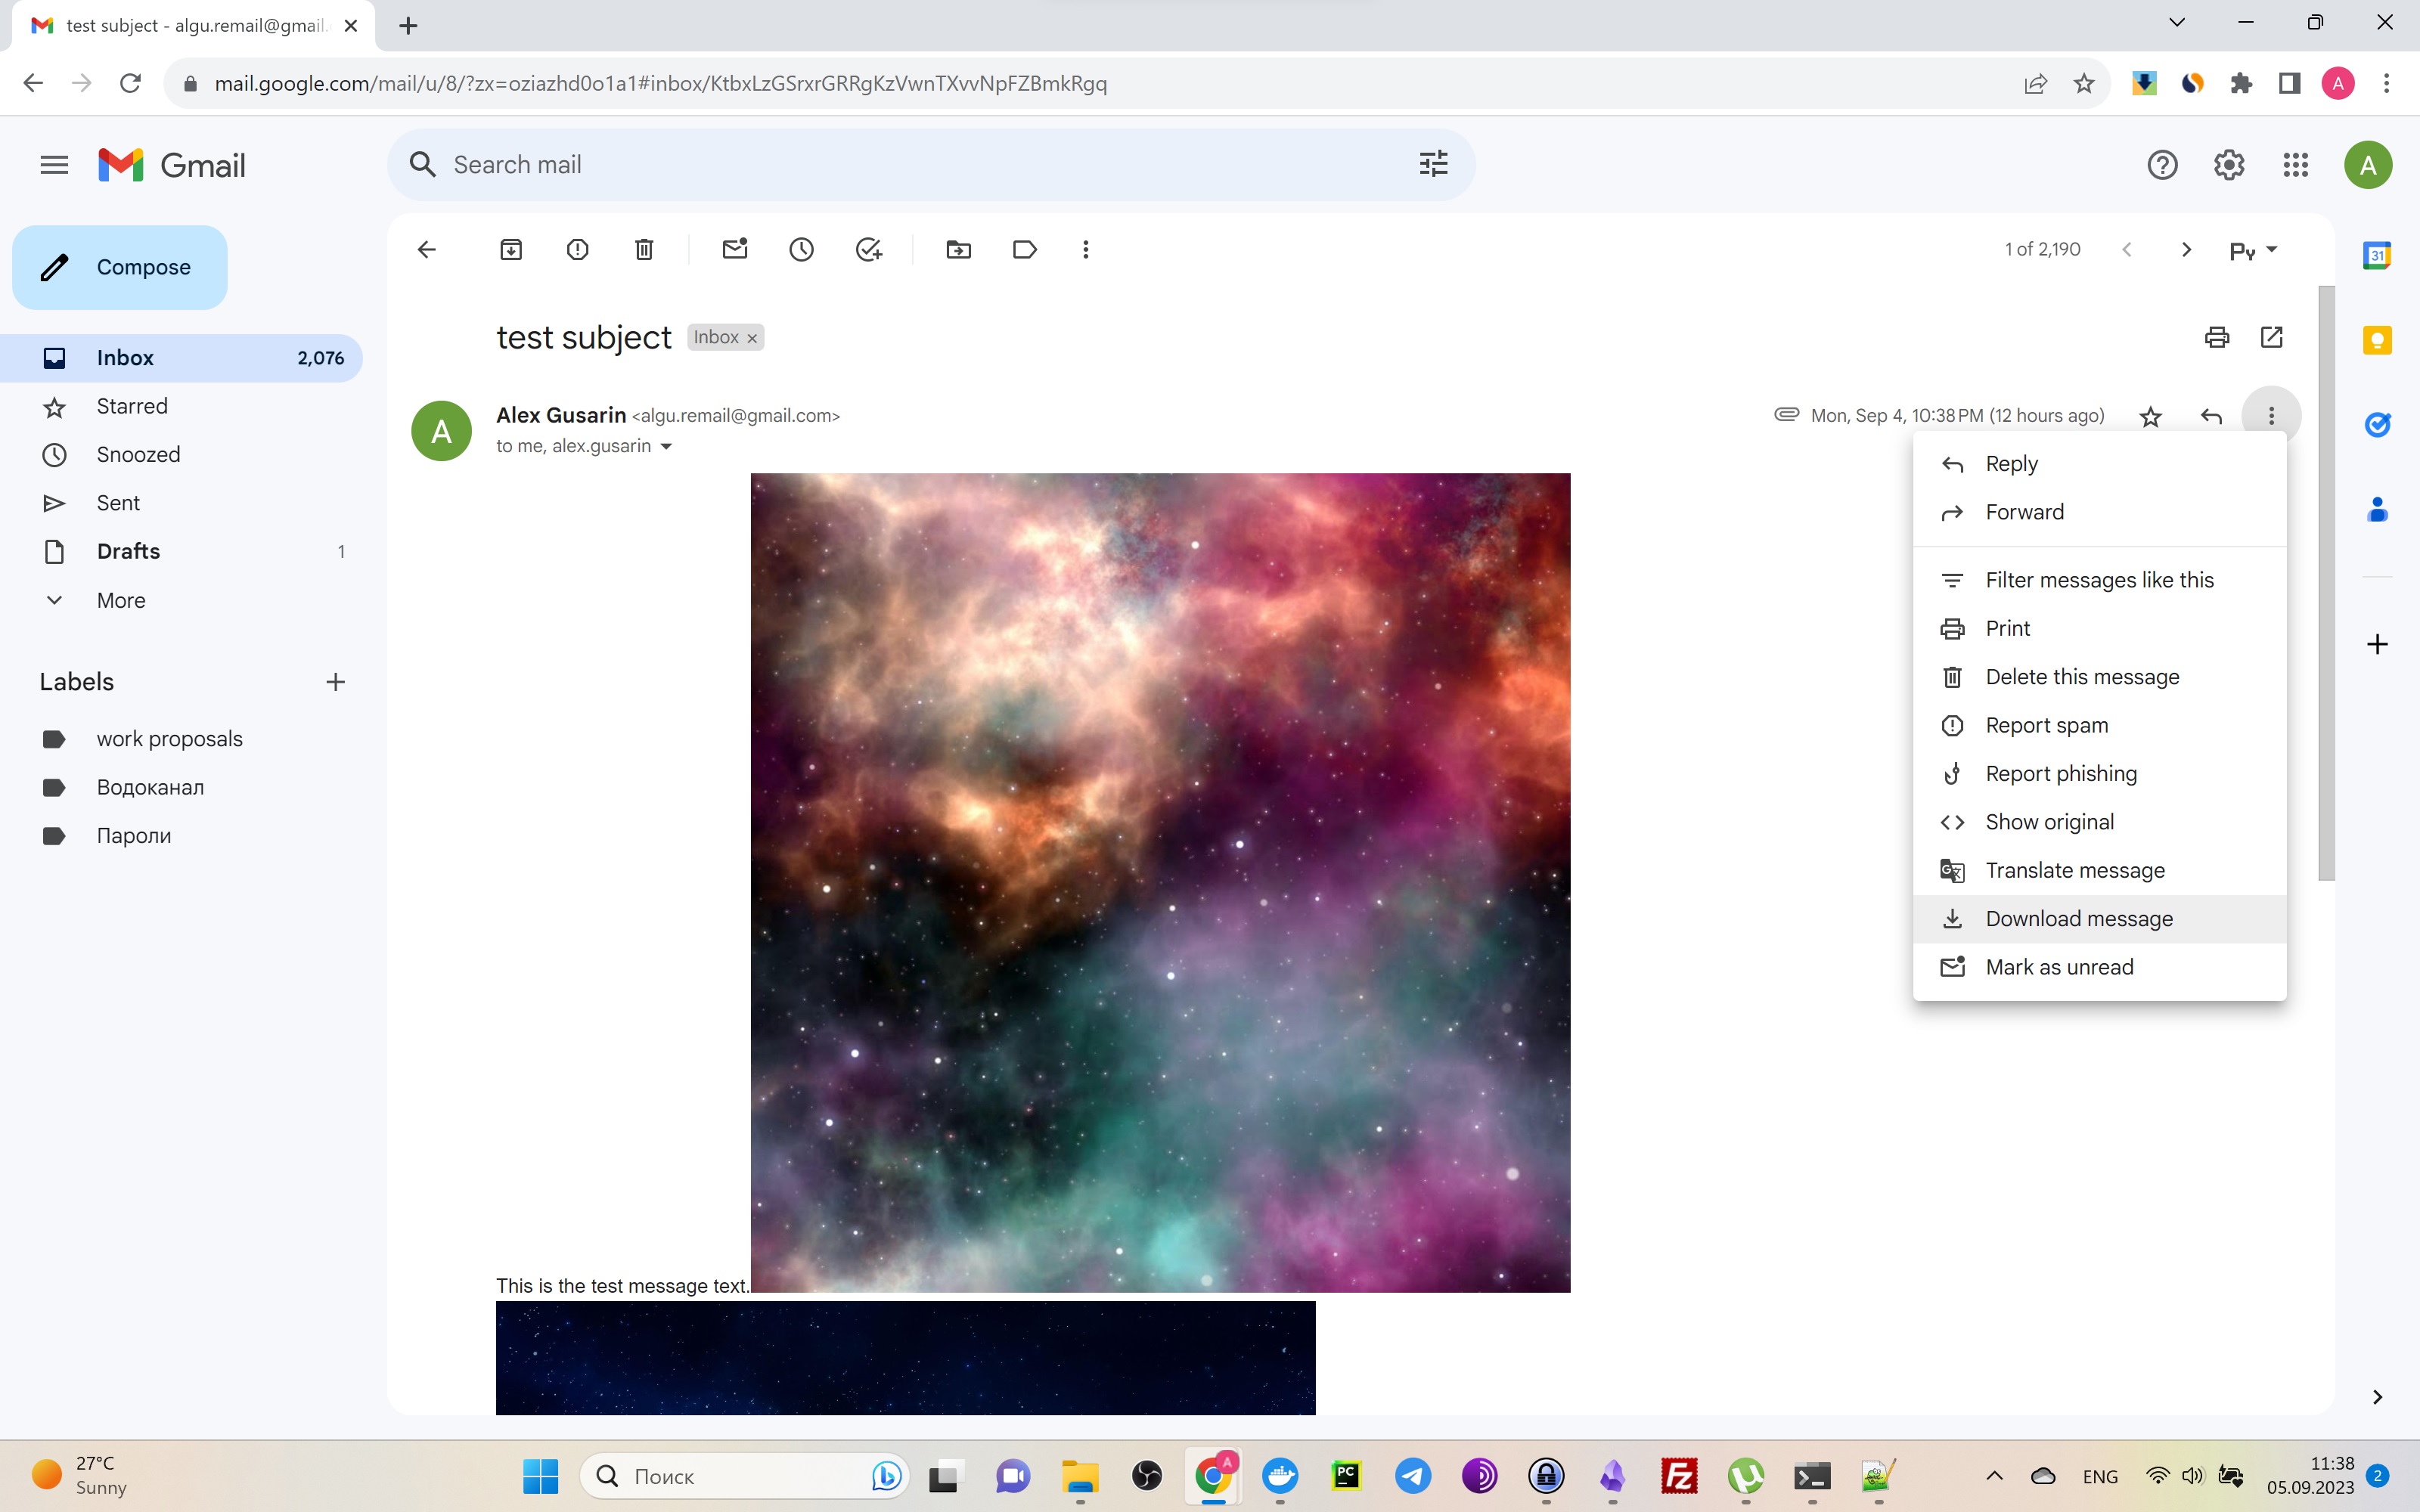 test subject - algu.remail@gmail.
mail.google.com/mail/u/8/?zx=oziazhd0o1a1#inbox/KtbxLzGSrxrGRRgKzVwnTXvvNpFZBmkRgq
A
Gmail
Search mail
A
Compose
1 of 2,190
Py
31
Inbox 2,076
Starred
Snoozed
Sent
Drafts 1
More
Labels
work proposals
Водоканал
Пароли
test subject Inbox
A
Alex Gusarin <algu.remail@gmail.com>
Mon, Sep 4, 10:38 PM (12 hours ago)
to me, alex.gusarin
Reply
Forward
Filter messages like this
Print
Delete this message
Report spam
Report phishing
Show original
Translate message
Download message
Mark as unread
This is the test message text.
27°C
Sunny
Поиск
A
PC
Fz
ENG
11:38
05.09.2023
2